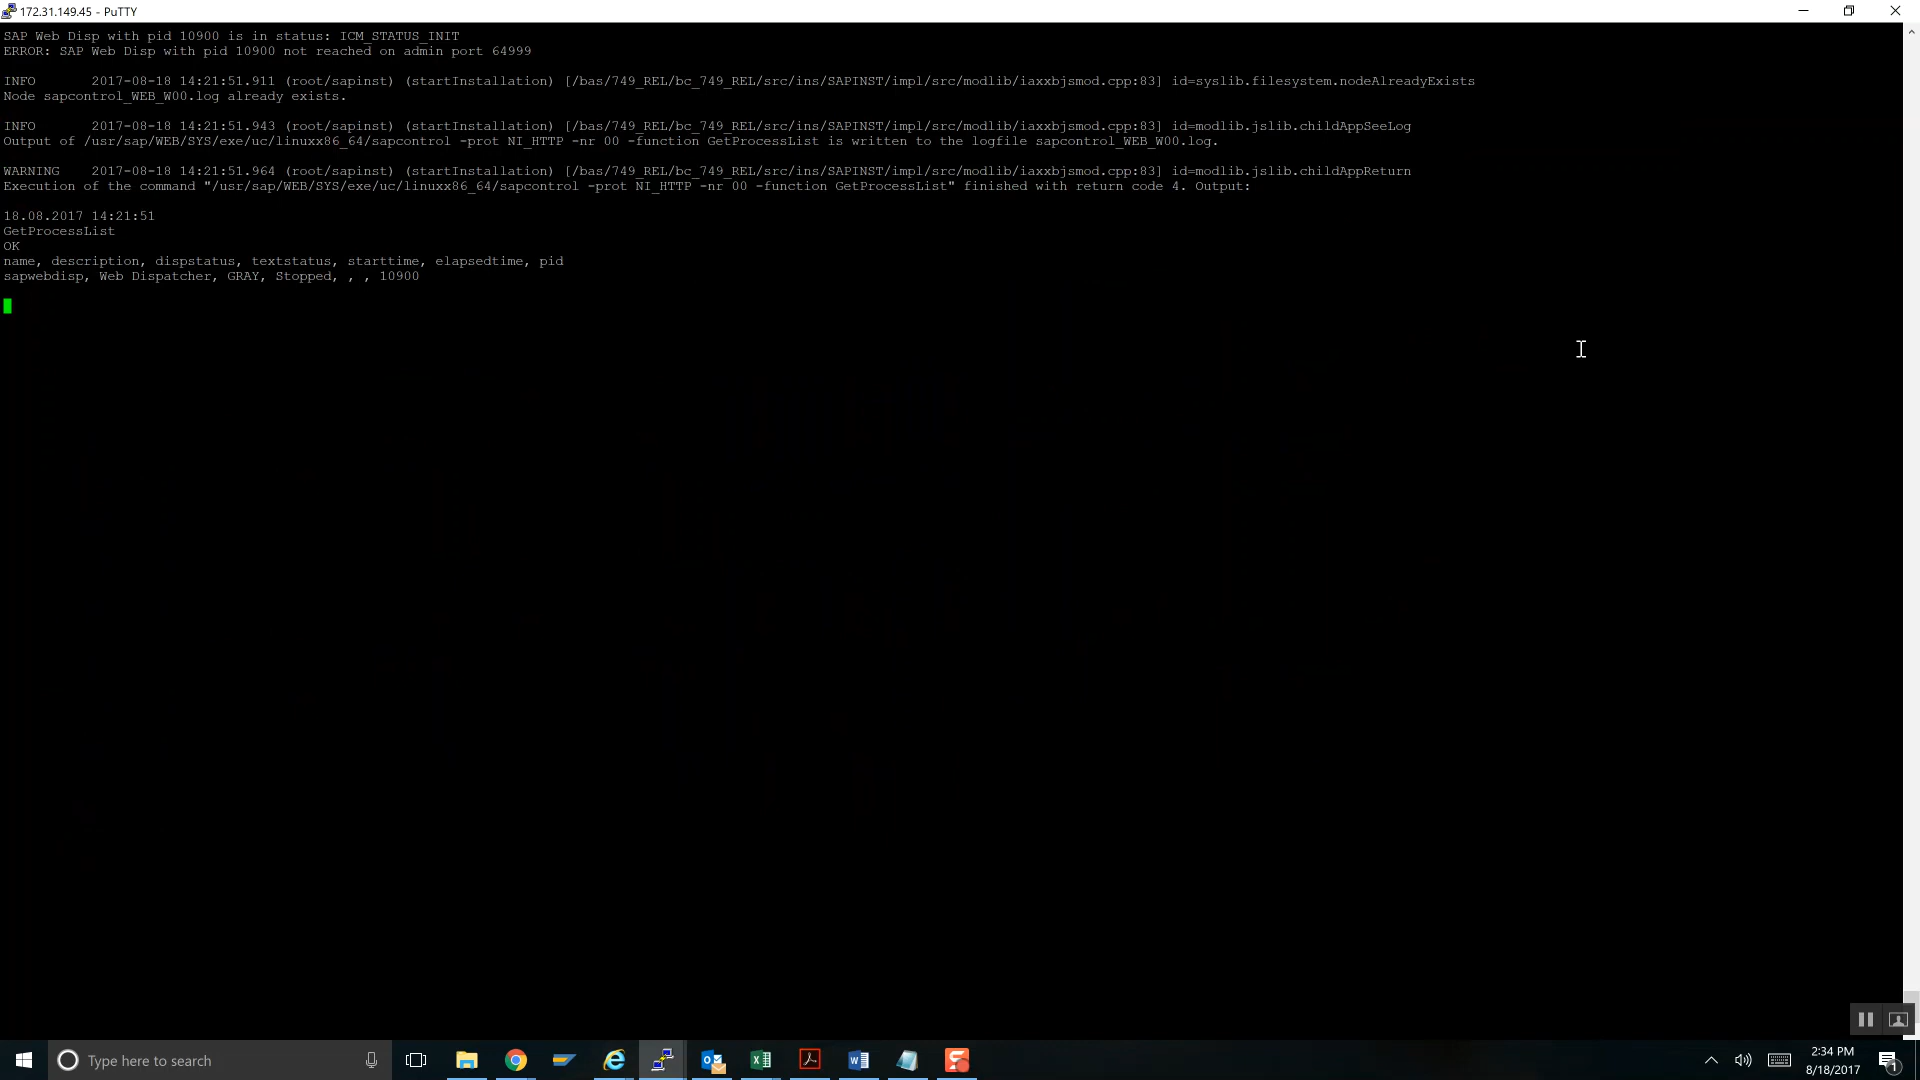 172.31.149.45 - PuTTY
SAP Web Disp with pid 10900 is in status: ICM_STATUS_INIT
ERROR: SAP Web Disp with pid 10900 not reached on admin port 64999
INFO 2017-08-18 14:21:51.911 (root/sapinst) (startInstallation) [/bas/749_REL/bc_749_REL/src/ins/SAPINST/impl/src/modlib/iaxxbjsmod.cpp:83] id=syslib.filesystem.nodeAlreadyExists
Node sapcontrol_WEB_W00.log already exists.
INFO 2017-08-18 14:21:51.943 (root/sapinst) (startInstallation) [/bas/749_REL/bc_749_REL/src/ins/SAPINST/impl/src/modlib/iaxxbjsmod.cpp:83] id=modlib.jslib.childAppSeeLog
Output of /usr/sap/WEB/SYS/exe/uc/linuxx86_64/sapcontrol -prot NI_HTTP -nr 00 -function GetProcessList is written to the logfile sapcontrol_WEB_W00.log.
WARNING 2017-08-18 14:21:51.964 (root/sapinst) (startInstallation) [/bas/749_REL/bc_749_REL/src/ins/SAPINST/impl/src/modlib/iaxxbjsmod.cpp:83] id=modlib.jslib.childAppReturn
Execution of the command "/usr/sap/WEB/SYS/exe/uc/linuxx86_64/sapcontrol -prot NI_HTTP -nr 00 -function GetProcessList" finished with return code 4. Output:
18.08.2017 14:21:51
GetProcessList
OK
name, description, dispstatus, textstatus, starttime, elapsedtime, pid
sapwebdisp, Web Dispatcher, GRAY, Stopped, , , 10900
Type here to search
2:34 PM
8/18/2017
1